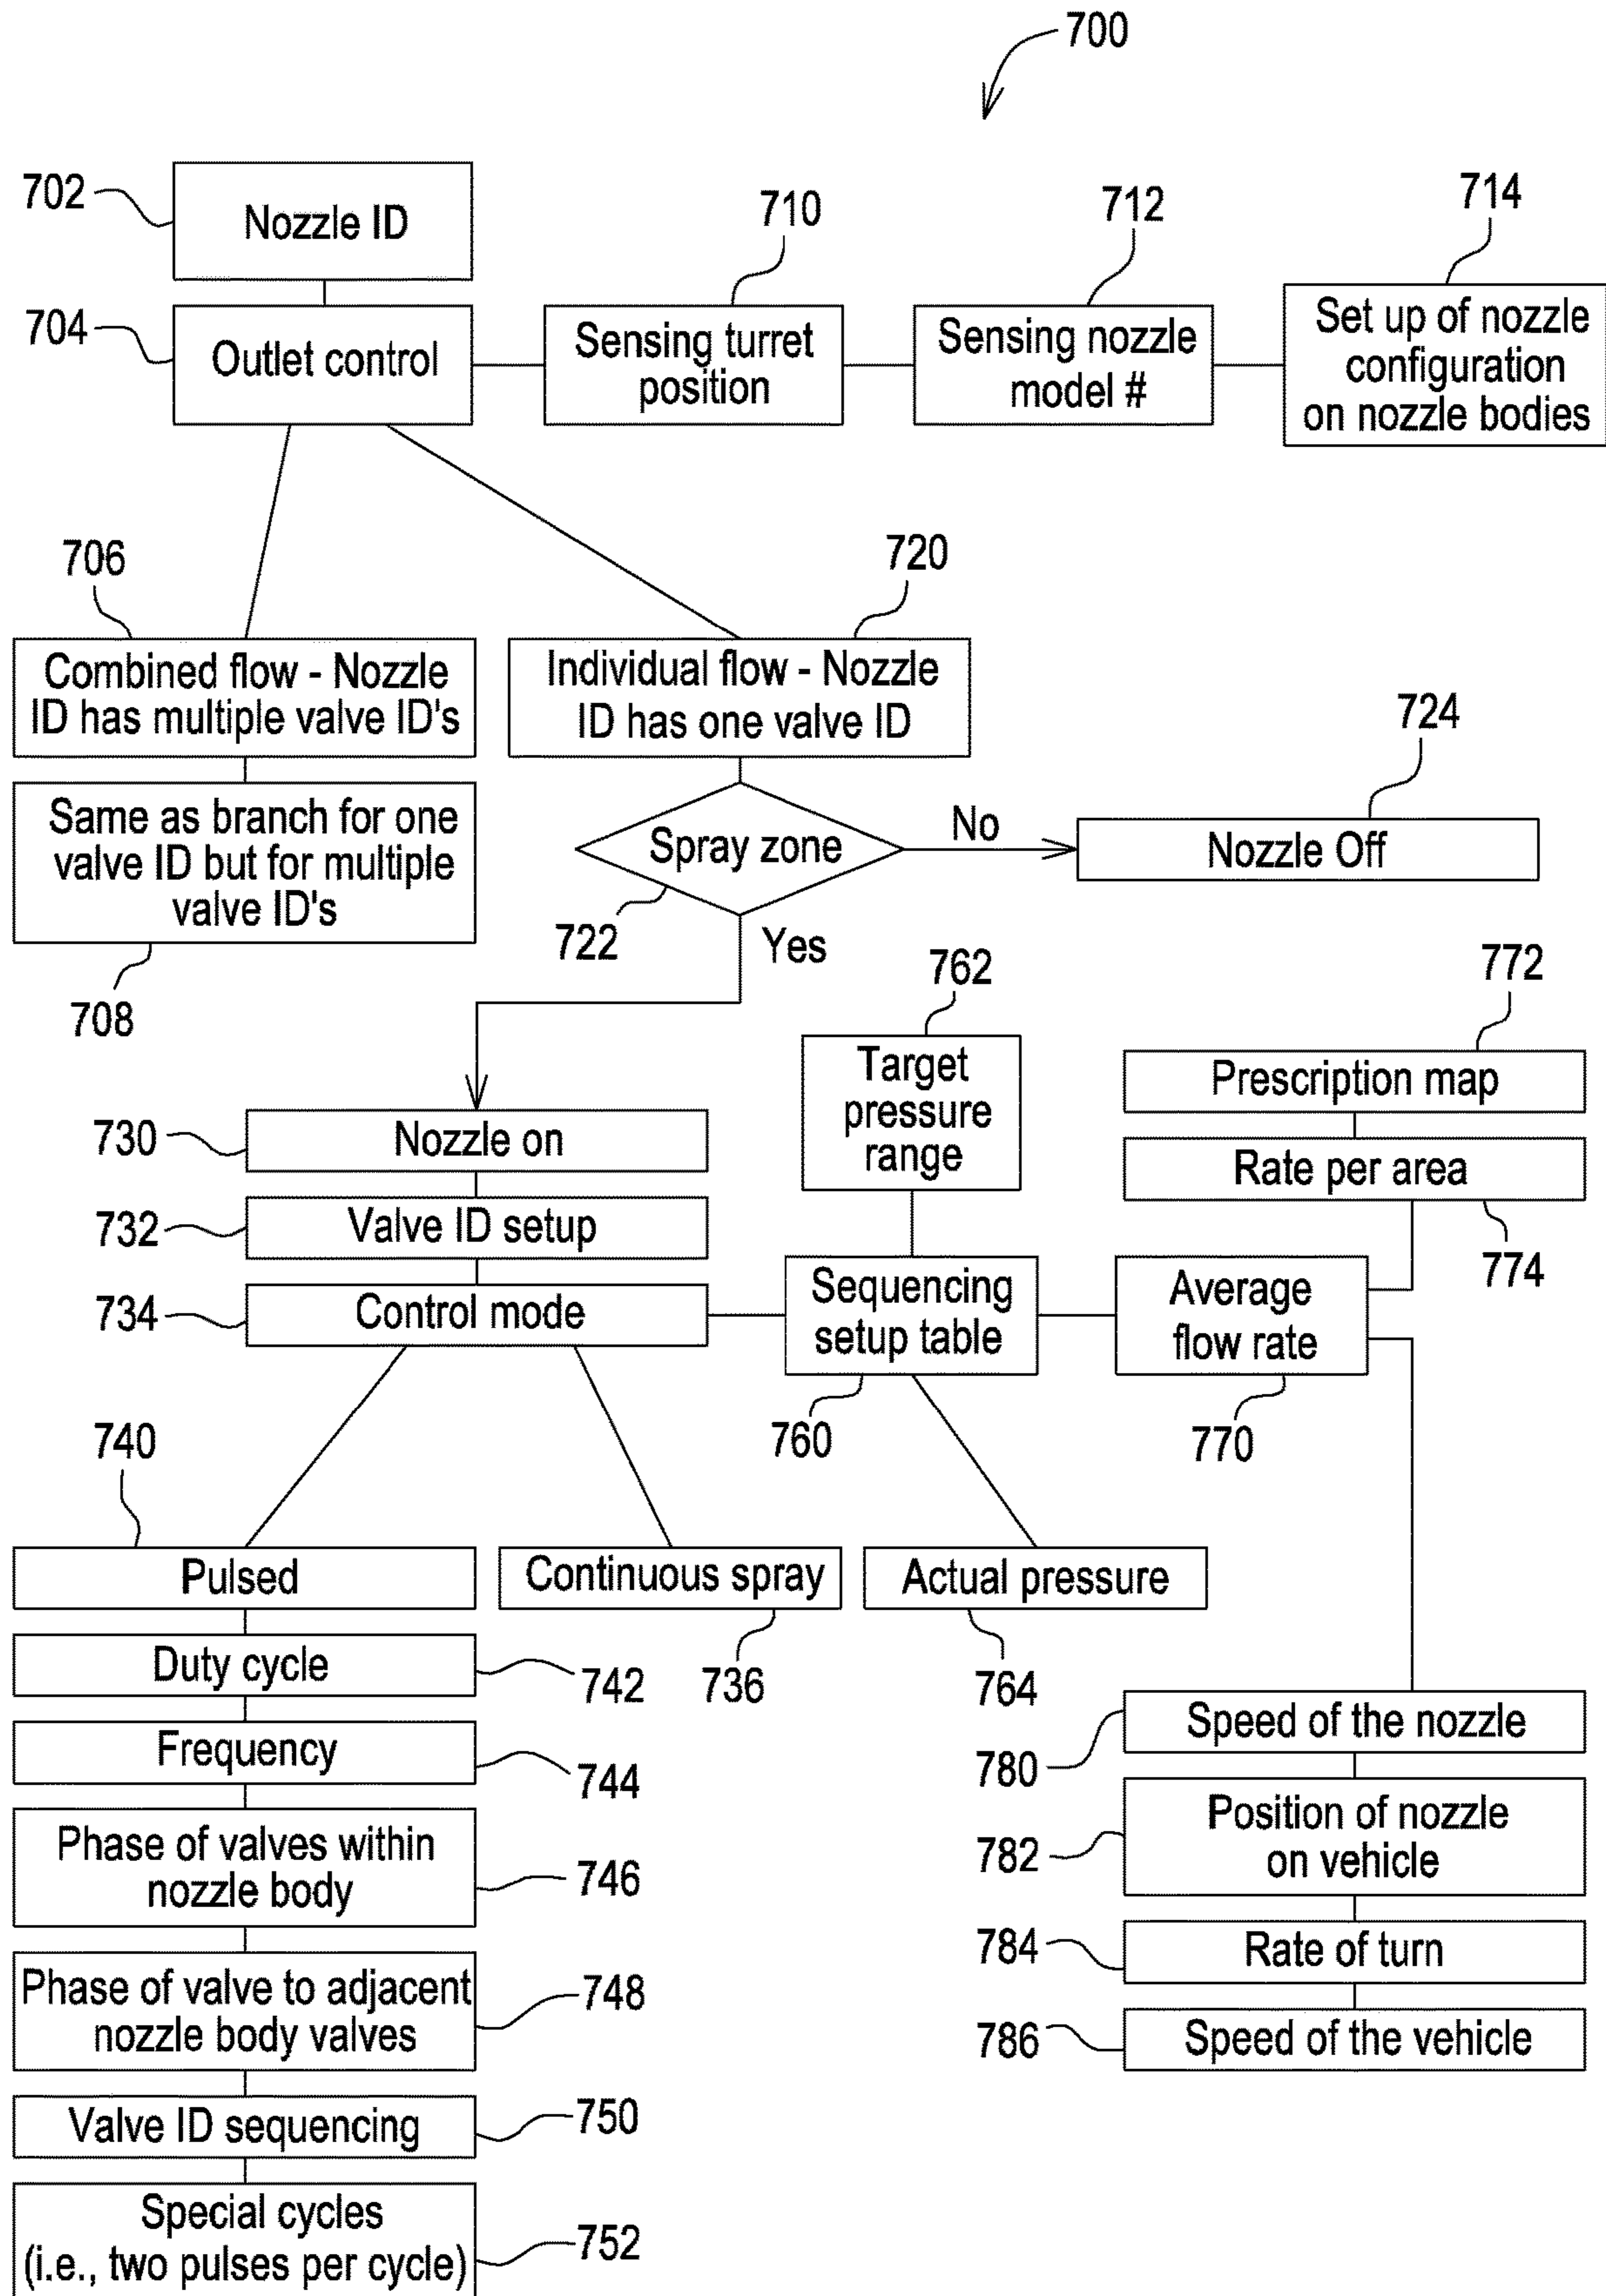 700
702
Nozzle ID
710
712
714
704
Outlet control
Sensing turret
position
Sensing nozzle
model #
Set up of nozzle
configuration
on nozzle bodies
706
720
Combined flow - Nozzle
ID has multiple valve ID's
Individual flow - Nozzle
ID has one valve ID
724
Same as branch for one
valve ID but for multiple
valve ID's
Spray zone
No
Nozzle Off
722
Yes
708
762
772
Target
pressure
range
Prescription map
730
Nozzle on
Rate per area
732
Valve ID setup
774
734
Control mode
Sequencing
setup table
Average
flow rate
760
770
740
Pulsed
Continuous spray
Actual pressure
Duty cycle
742
736
764
Speed of the nozzle
780
Frequency
744
Position of nozzle
on vehicle
782
Phase of valves within
nozzle body
746
Rate of turn
784
Phase of valve to adjacent
nozzle body valves
748
Speed of the vehicle
786
Valve ID sequencing
750
Special cycles
(i.e., two pulses per cycle)
752